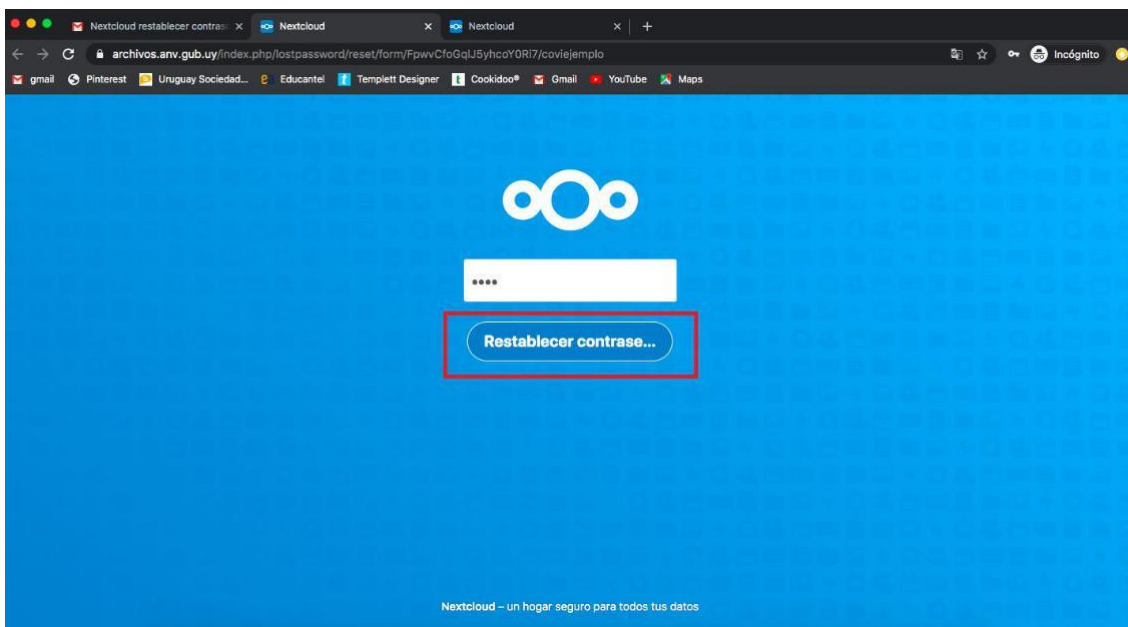 Nextcloud restablecer contras
Nextcloud
Nextcloud
archivos.anv.gub.uy/index.php/lostpassword/reset/form/FpwvCfoGqlJ5yhcoY0Ri7/coviejemplo
Incógnito
gmail
Pinterest
Uruguay Sociedad...
Educantel
Templett Designer
Cookidoo®
Gmail
YouTube
Maps
••••
Restablecer contrase...
Nextcloud – un hogar seguro para todos tus datos